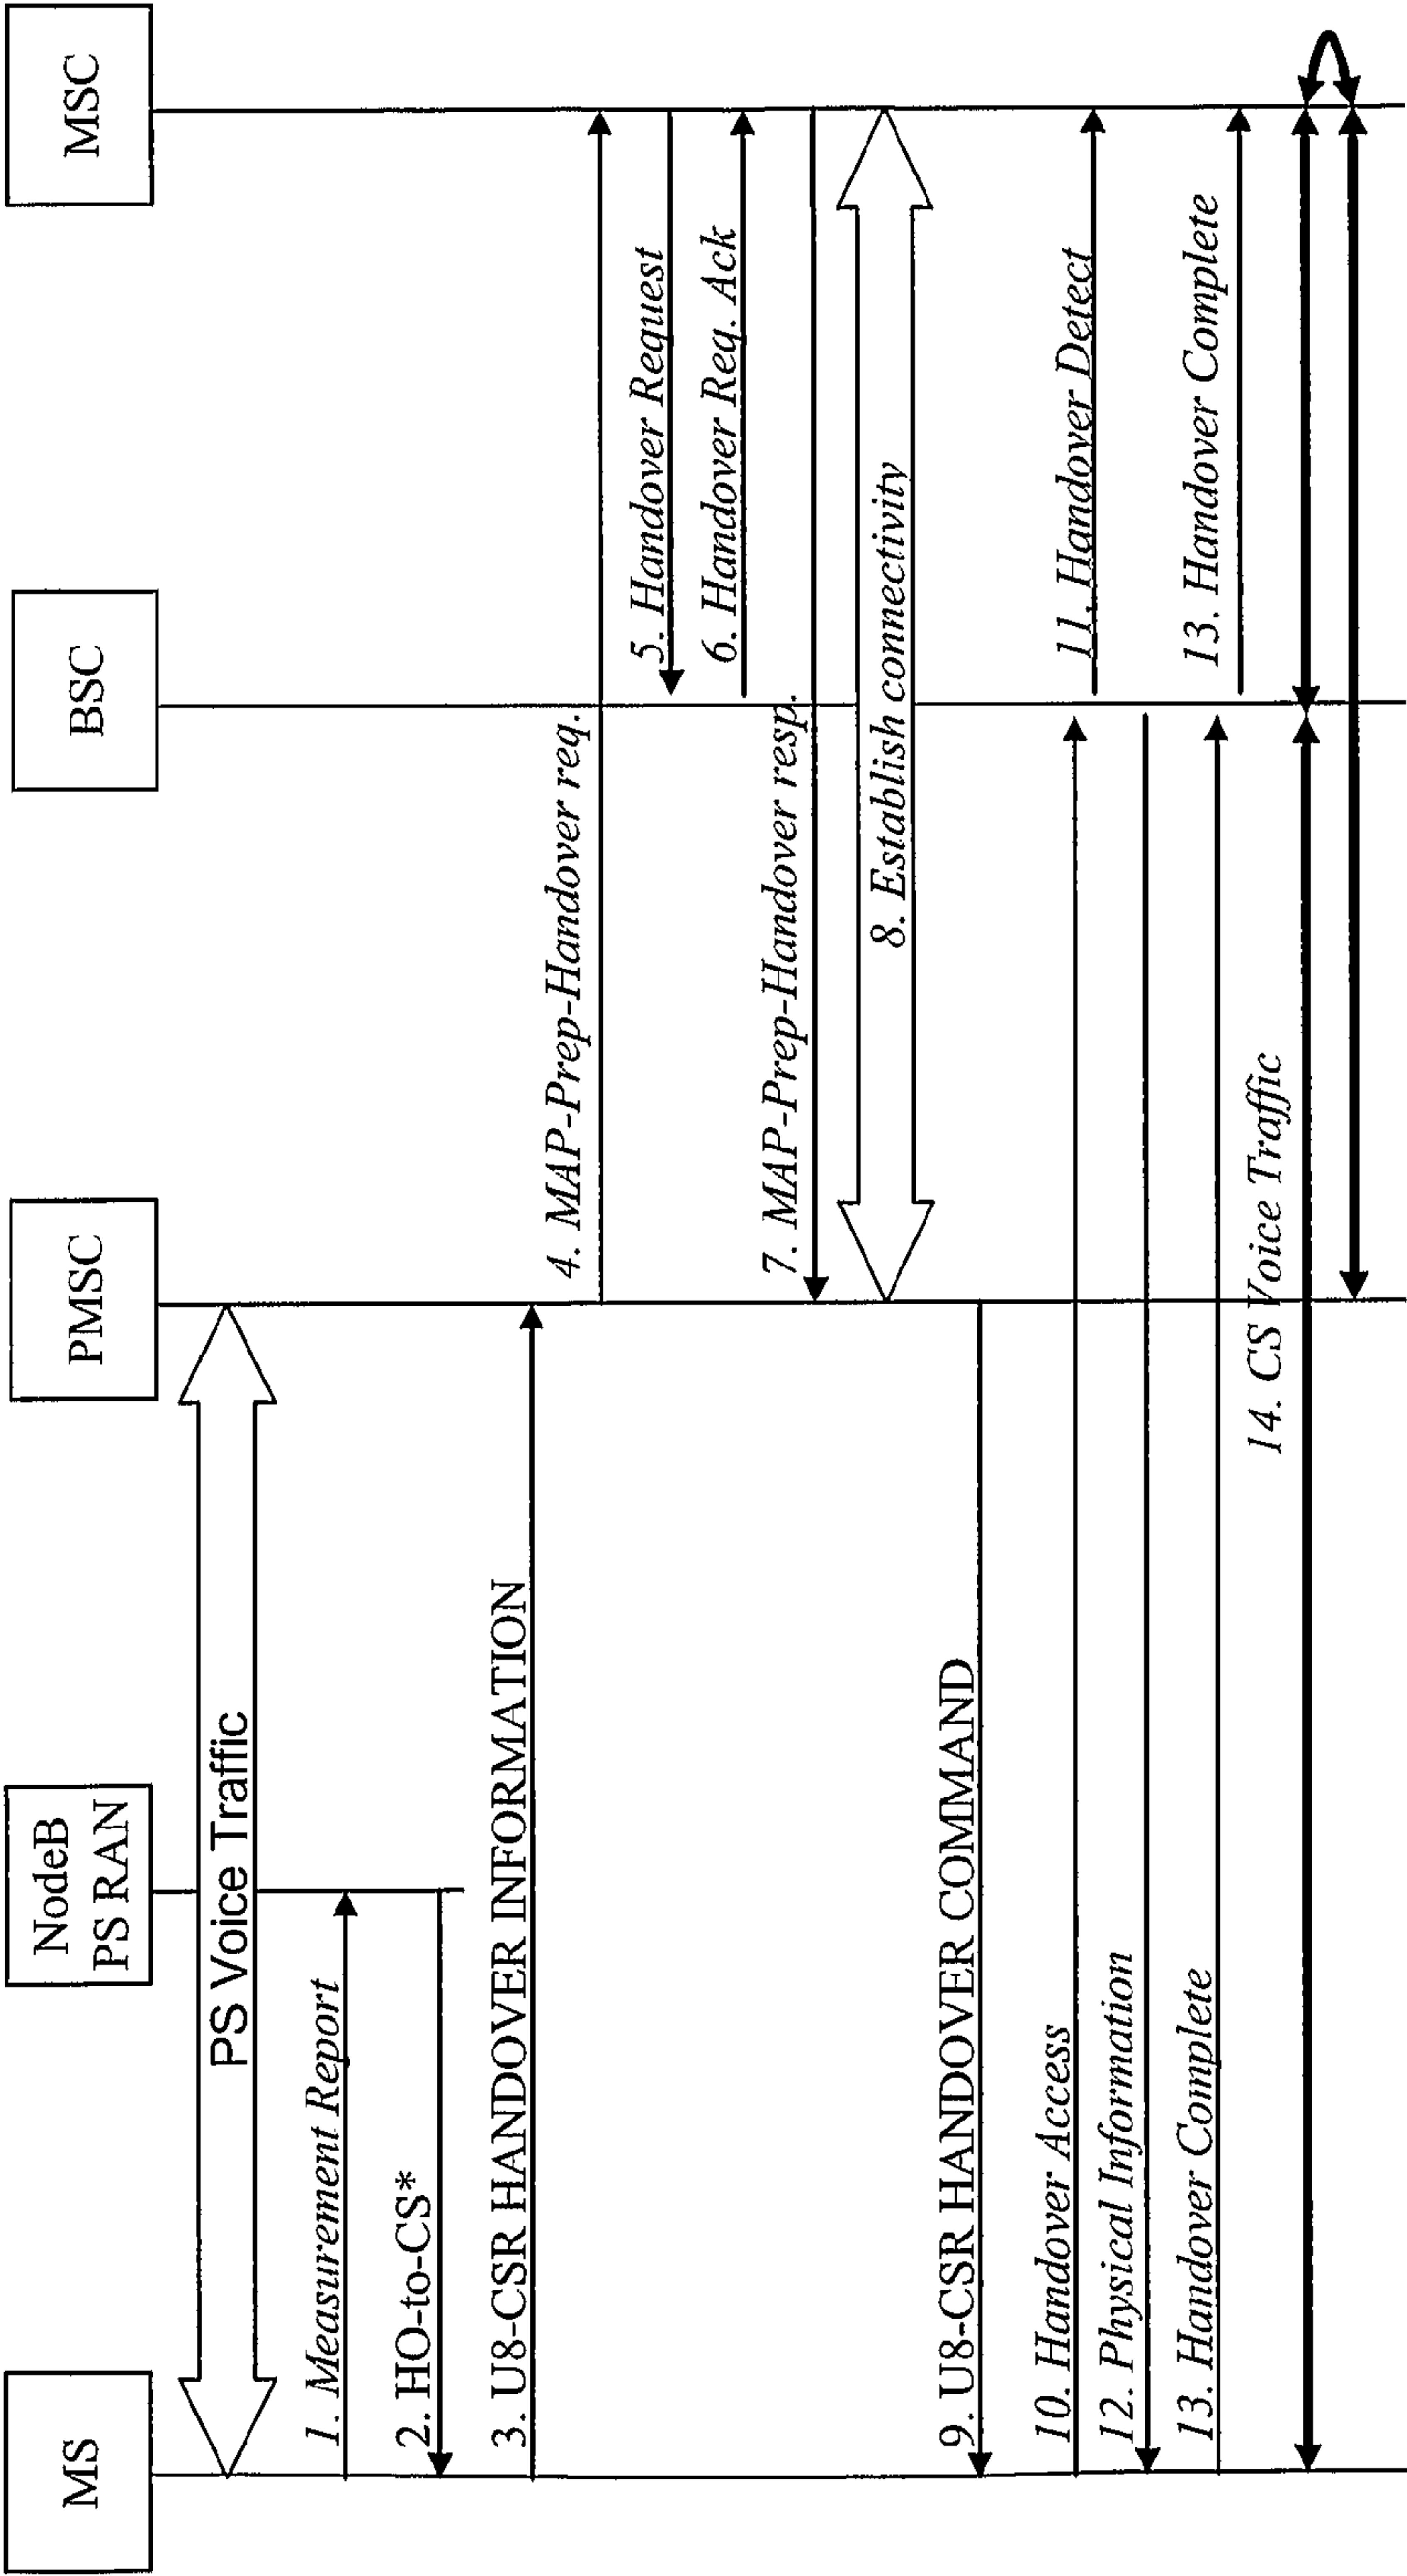 MS
NodeB
PS RAN
PMSC
BSC
MSC
PS Voice Traffic
1. Measurement Report
2. HO-to-CS*
3. U8-CSR HANDOVER INFORMATION
4. MAP-Prep-Handover req.
5. Handover Request
6. Handover Req. Ack
7. MAP-Prep-Handover resp.
8. Establish connectivity
9. U8-CSR HANDOVER COMMAND
10. Handover Access
11. Handover Detect
12. Physical Information
13. Handover Complete
13. Handover Complete
14. CS Voice Traffic